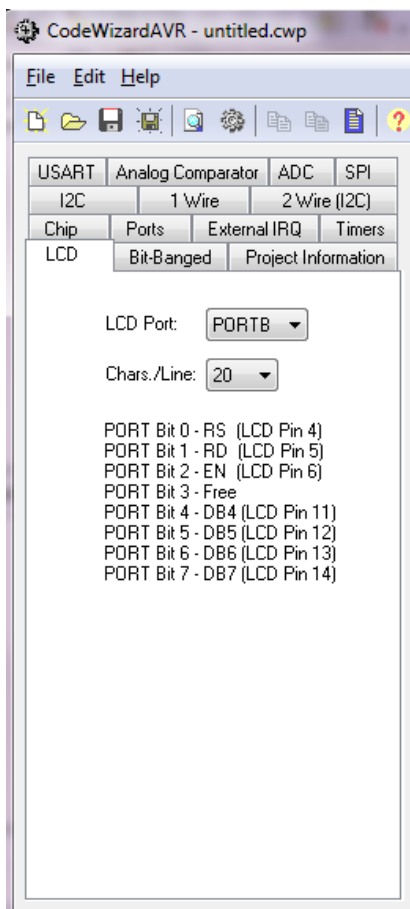 CodeWizardAVR - untitled.cwp
File Edit Help
USART Analog Comparator ADC SPI
I2C 1 Wire 2 Wire (I2C)
Chip Ports External IRQ Timers
LCD Bit-Banged Project Information
LCD Port: PORTB
Chars./Line: 20
PORT Bit 0 - RS (LCD Pin 4)
PORT Bit 1 - RD (LCD Pin 5)
PORT Bit 2 - EN (LCD Pin 6)
PORT Bit 3 - Free
PORT Bit 4 - DB4 (LCD Pin 11)
PORT Bit 5 - DB5 (LCD Pin 12)
PORT Bit 6 - DB6 (LCD Pin 13)
PORT Bit 7 - DB7 (LCD Pin 14)